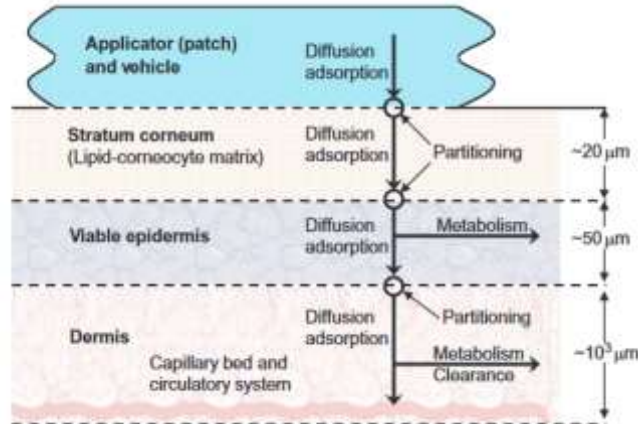 Applicator (patch)
and vehicle
Diffusion
adsorption
Stratum corneum
(Lipid-corneocyte matrix)
Diffusion
adsorption
Partitioning
~20 μm
Viable epidermis
Diffusion
adsorption
Metabolism
~50 μm
Dermis
Capillary bed and
circulatory system
Diffusion
adsorption
Partitioning
Metabolism
Clearance
~10³ μm